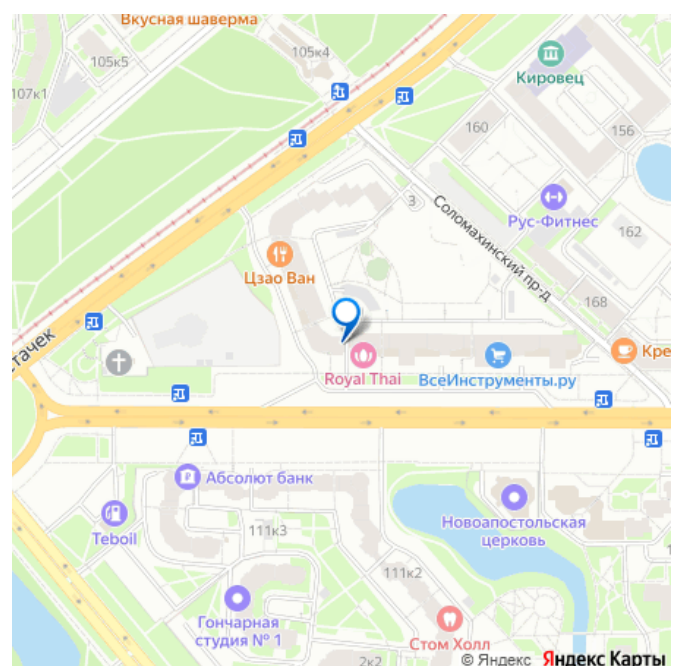 Вкусная шаверма
105к4
105к5
107к1
Кировец
160
156
3
Соломахинский пр-д
Рус-Фитнес
162
Цзао Ван
168
стачек
Royal Thai
ВсеИнструменты.ру
Кре
Абсолют банк
Teboil
111к3
Новоапостольская
церковь
111к2
Гончарная
студия № 1
Стом Холл
2к2
© Яндекс Яндекс Карты